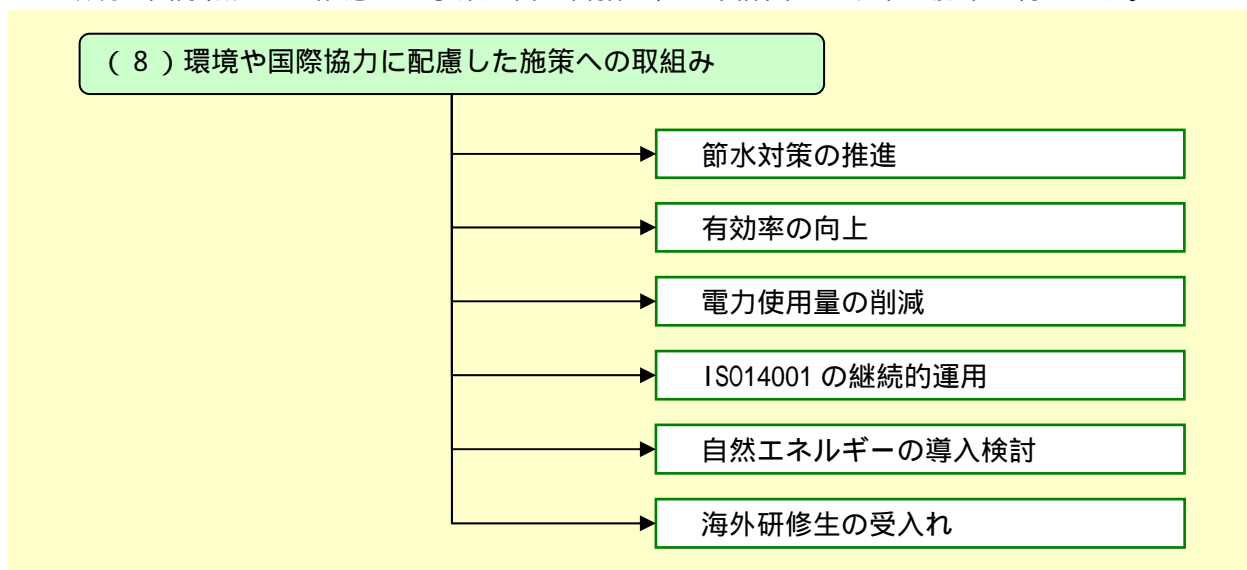 (８)環境や国際協力に配慮した施策への取組み
節水対策の推進
有効率の向上
電力使用量の削減
ISO14001 の継続的運用
自然エネルギーの導入検討
海外研修生の受入れ